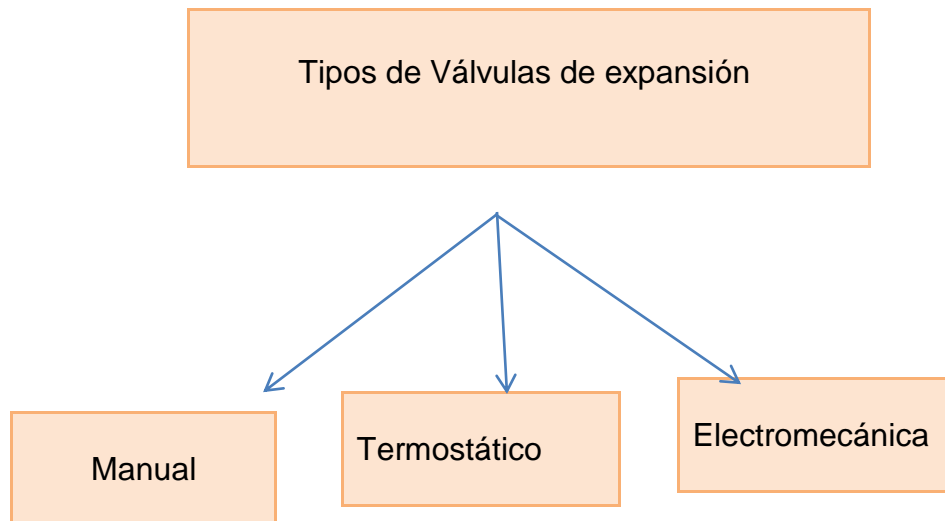 Tipos de Válvulas de expansión
Manual
Termostático
Electromecánica